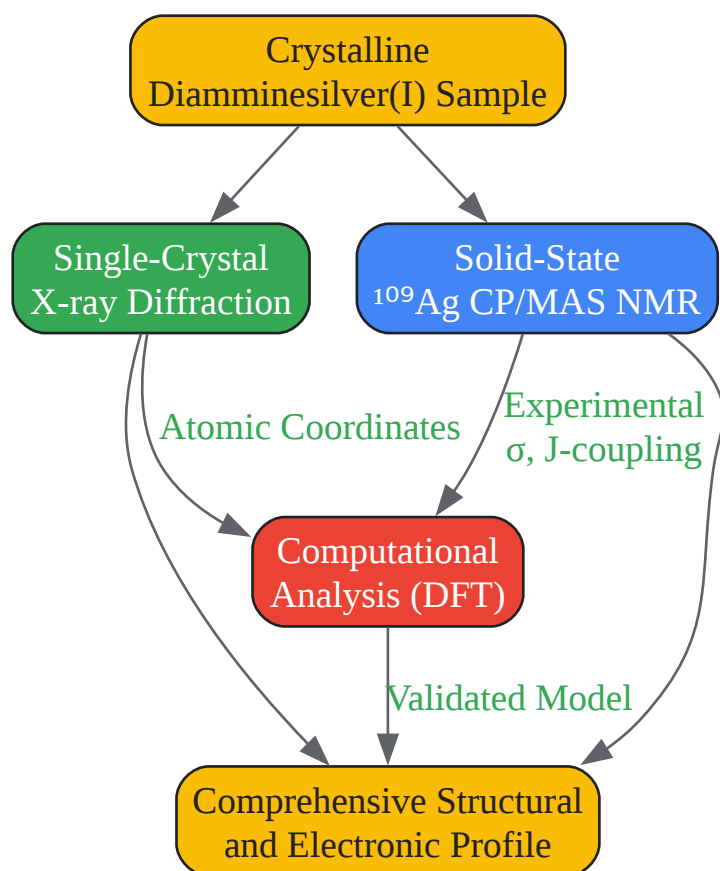 Crystalline
Diamminesilver(I) Sample
Single-Crystal
X-ray Diffraction
Solid-State
¹⁰⁹Ag CP/MAS NMR
Atomic Coordinates
Experimental
σ, J-coupling
Computational
Analysis (DFT)
Validated Model
Comprehensive Structural
and Electronic Profile